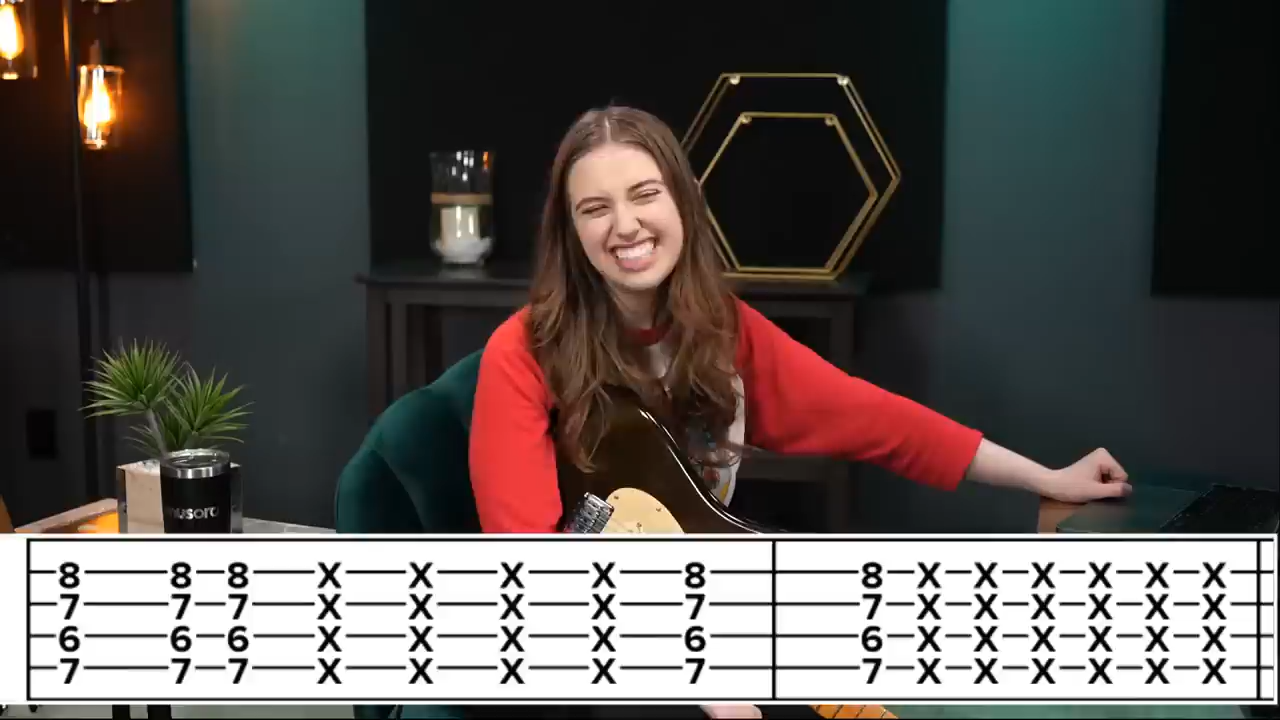 musora
8 8 8 X X X X 8 8 X X X X X X
7 7 7 X X X X 7 7 X X X X X X
6 6 6 X X X X 6 6 X X X X X X
7 7 7 X X X X 7 7 X X X X X X